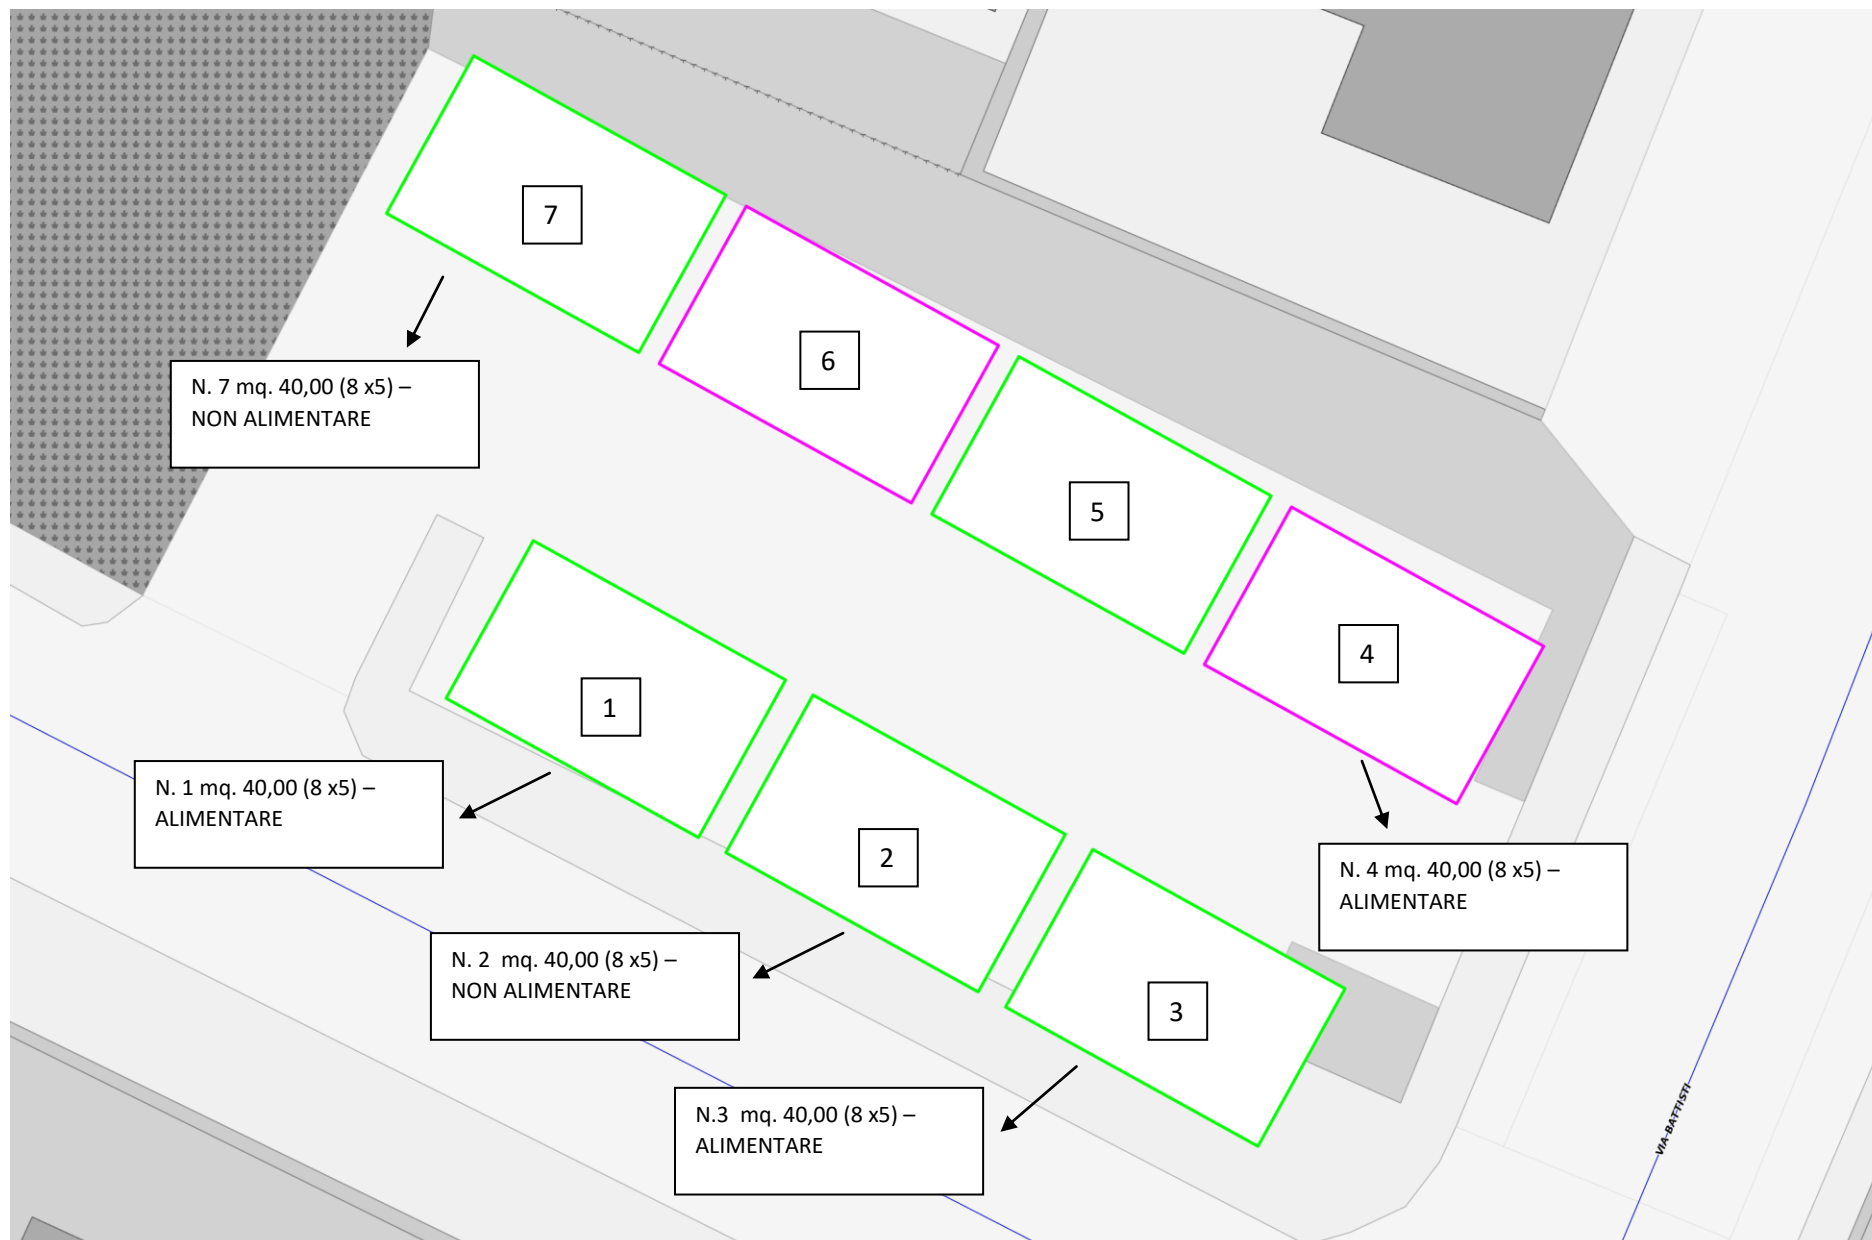 7
6
N. 7 mq. 40,00 (8 x5) –
NON ALIMENTARE
5
4
1
N. 1 mq. 40,00 (8 x5) –
ALIMENTARE
2
N. 4 mq. 40,00 (8 x5) –
ALIMENTARE
N. 2  mq. 40,00 (8 x5) –
NON ALIMENTARE
3
N.3  mq. 40,00 (8 x5) –
ALIMENTARE
VIA BATTISTI